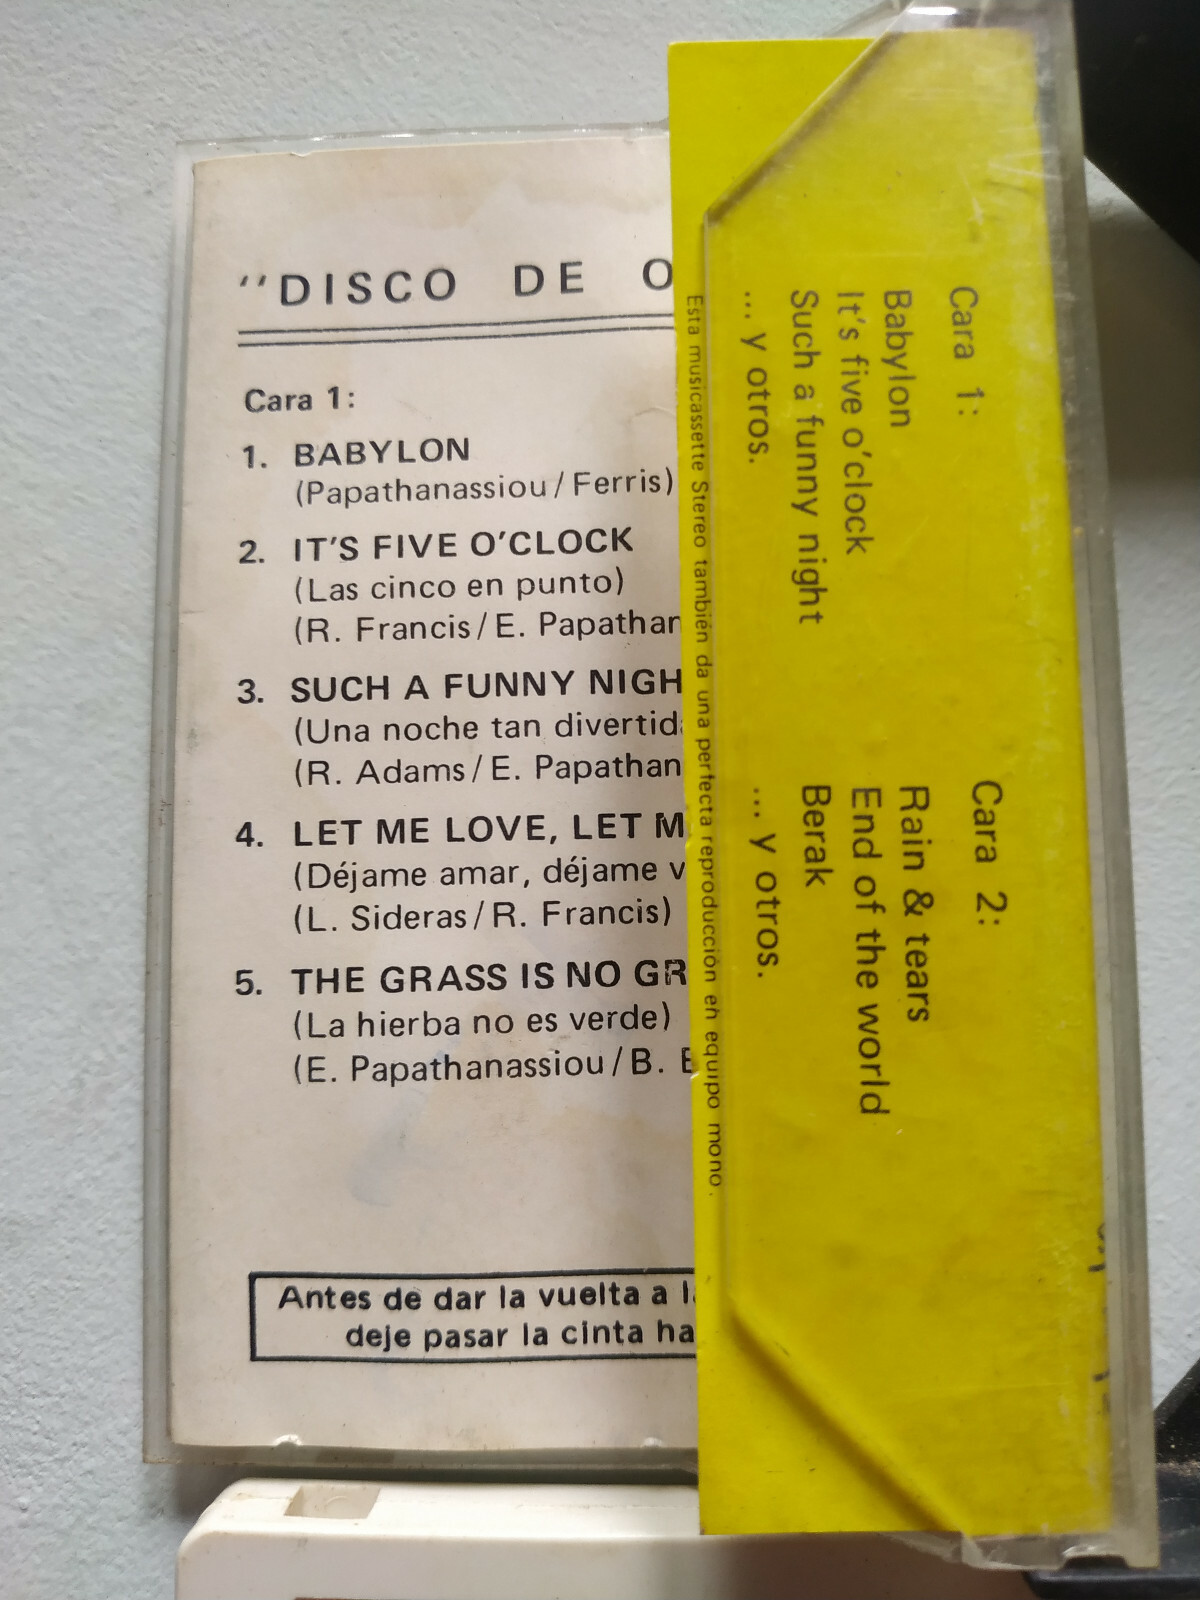 "DISCO DE
Cara 1:
1. BABYLON
(Papathanassiou/Ferris)
2. IT'S FIVE O'CLOCK
(Las cinco en punto)
(R. Francis/E. Papathan
3. SUCH A FUNNY NIGH
(Una noche tan divertida
(R. Adams/E. Papathan
4. LET ME LOVE, LET M
(Déjame amar, déjame v
(L. Sideras/R. Francis)
5. THE GRASS IS NO GR
(La hierba no es verde)
(E. Papathanassiou/B.
Antes de dar la vuelta a
deje pasar la cinta ha
Cara 1:
Babylon
It's five o'clock
Such a funny night
... y otros.
Cara 2:
Rain & tears
End of the world
Berak
... y otros.
Esta musicassette Stereo también da una perfecta reproducción en equipo mono.